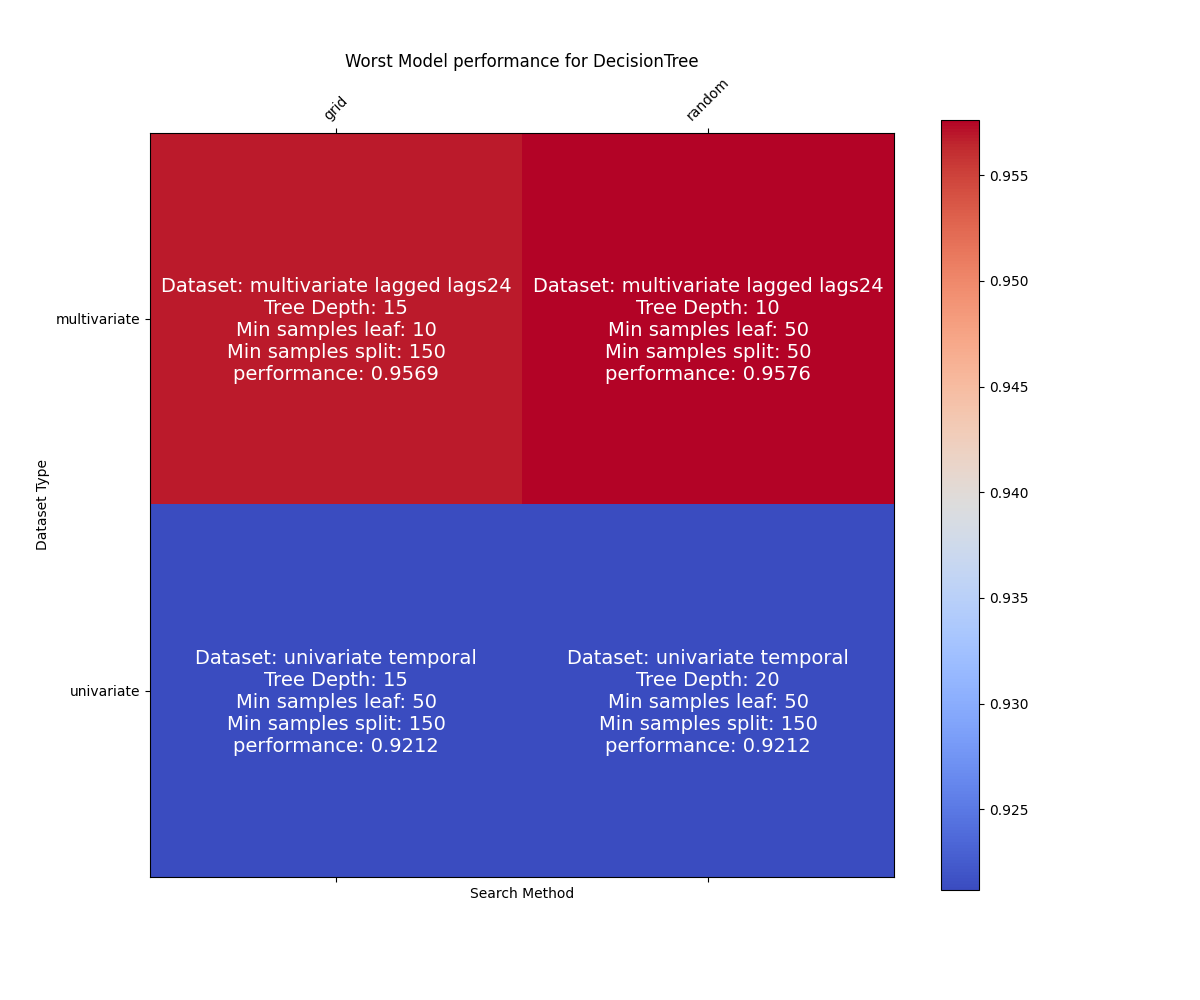 Worst Model performance for DecisionTree
grid
random
multivariate
univariate
Dataset Type
Dataset: multivariate lagged lags24
Tree Depth: 15
Min samples leaf: 10
Min samples split: 150
performance: 0.9569
Dataset: multivariate lagged lags24
Tree Depth: 10
Min samples leaf: 50
Min samples split: 50
performance: 0.9576
Dataset: univariate temporal
Tree Depth: 15
Min samples leaf: 50
Min samples split: 150
performance: 0.9212
Dataset: univariate temporal
Tree Depth: 20
Min samples leaf: 50
Min samples split: 150
performance: 0.9212
Search Method
0.955
0.950
0.945
0.940
0.935
0.930
0.925